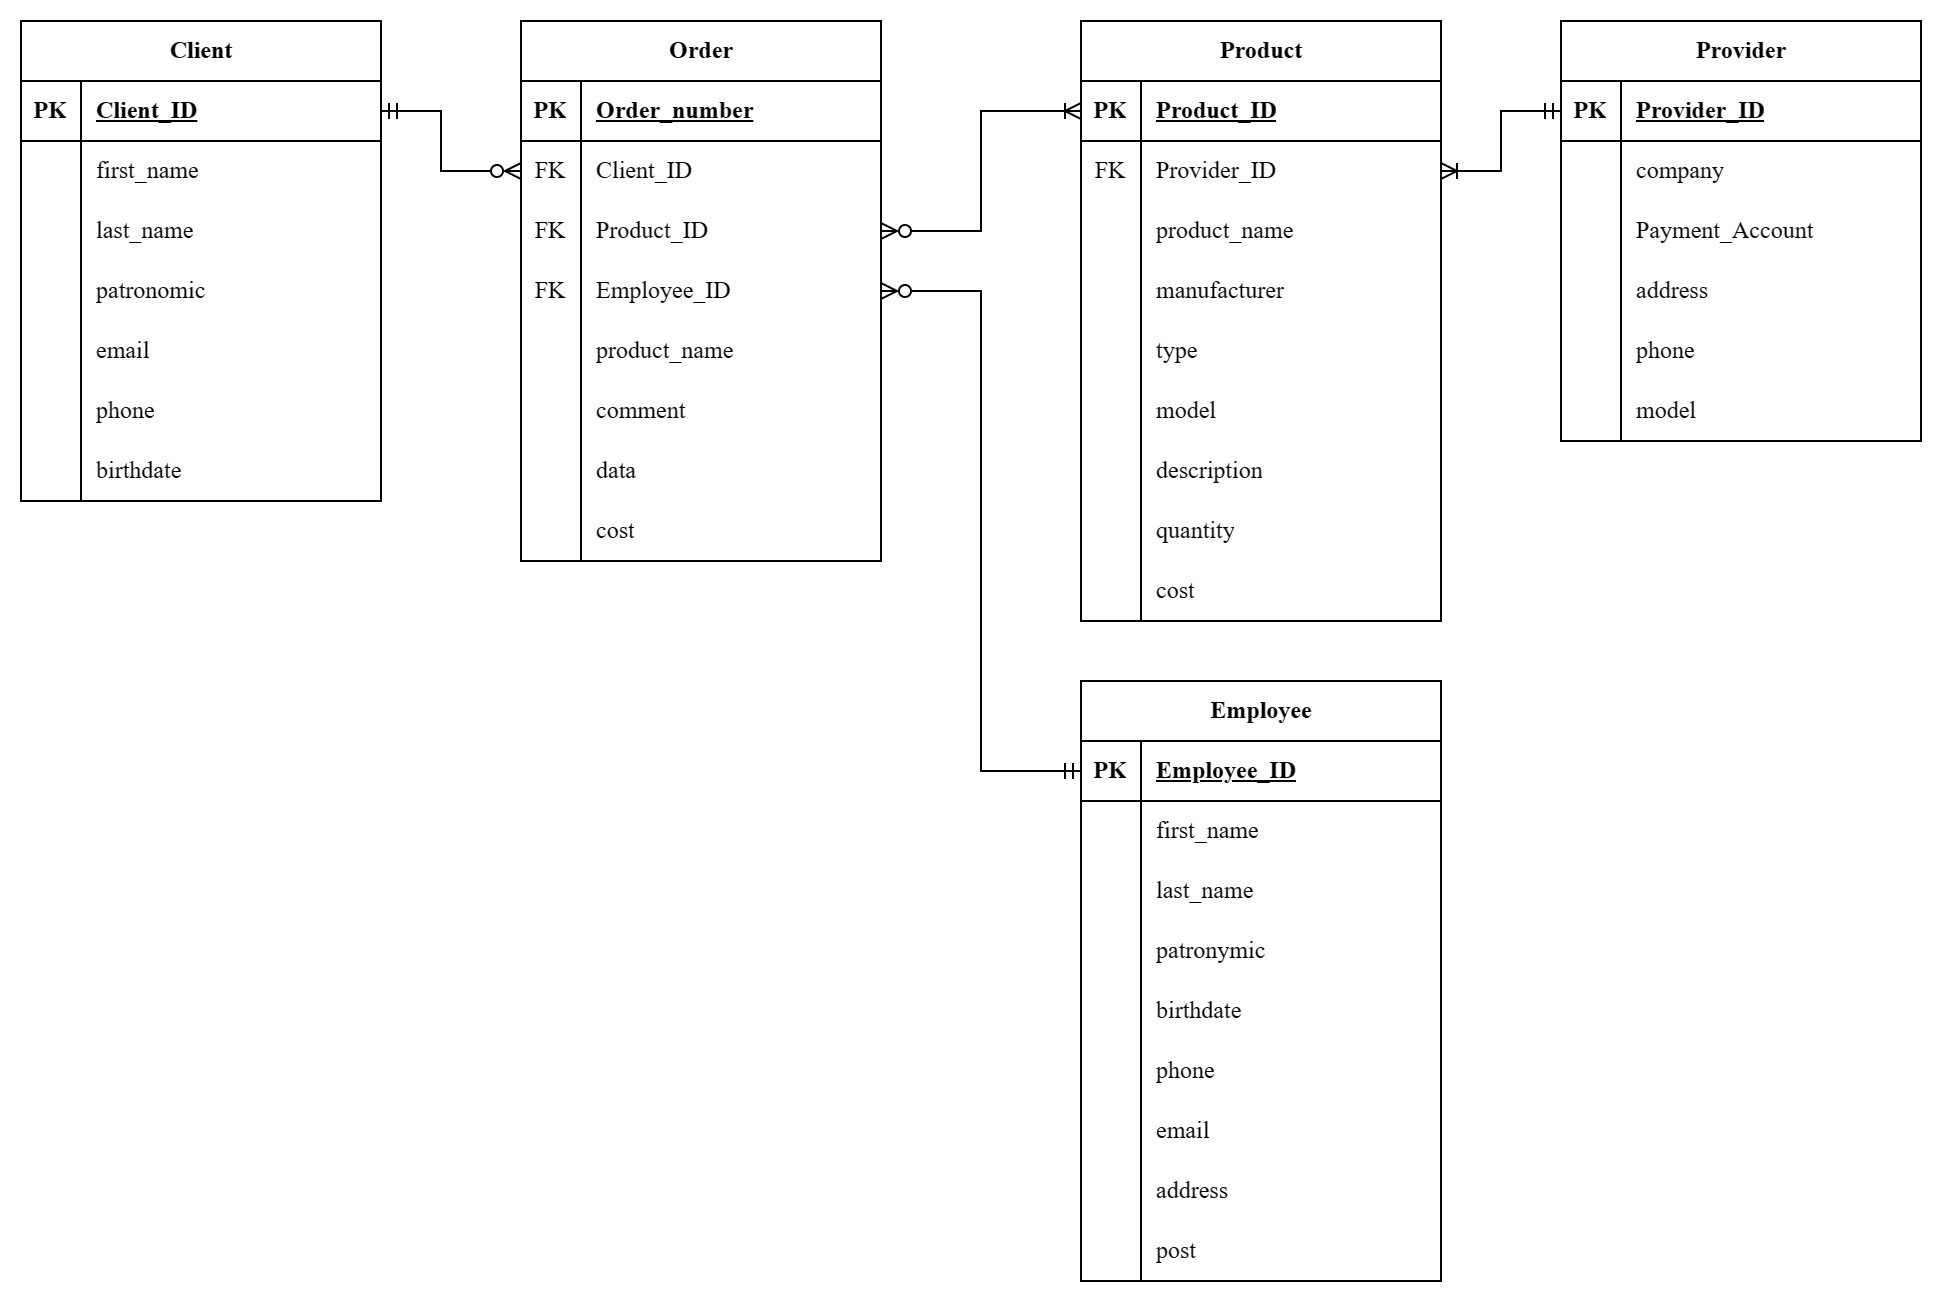 Client
PK Client_ID
first_name
last_name
patronomic
email
phone
birthdate
Order
PK Order_number
FK Client_ID
FK Product_ID
FK Employee_ID
product_name
comment
data
cost
Product
PK Product_ID
FK Provider_ID
product_name
manufacturer
type
model
description
quantity
cost
Provider
PK Provider_ID
company
Payment_Account
address
phone
model
Employee
PK Employee_ID
first_name
last_name
patronymic
birthdate
phone
email
address
post